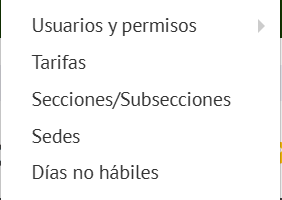 Usuarios y permisos
Tarifas
Secciones/Subsecciones
Sedes
Días no hábiles